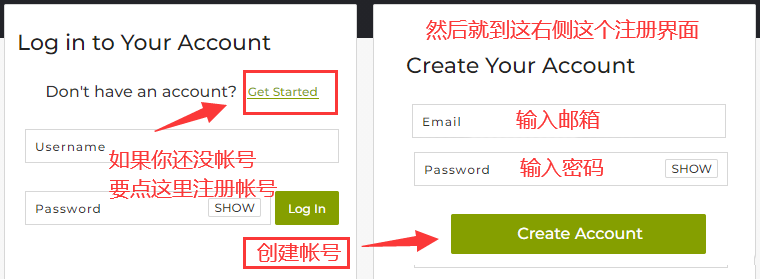 Log in to Your Account
Don't have an account? Get Started
Username
如果你还没帐号
要点这里注册帐号
Password
SHOW
Log In
创建帐号
然后就到这右侧这个注册界面
Create Your Account
Email
输入邮箱
Password
输入密码
SHOW
Create Account